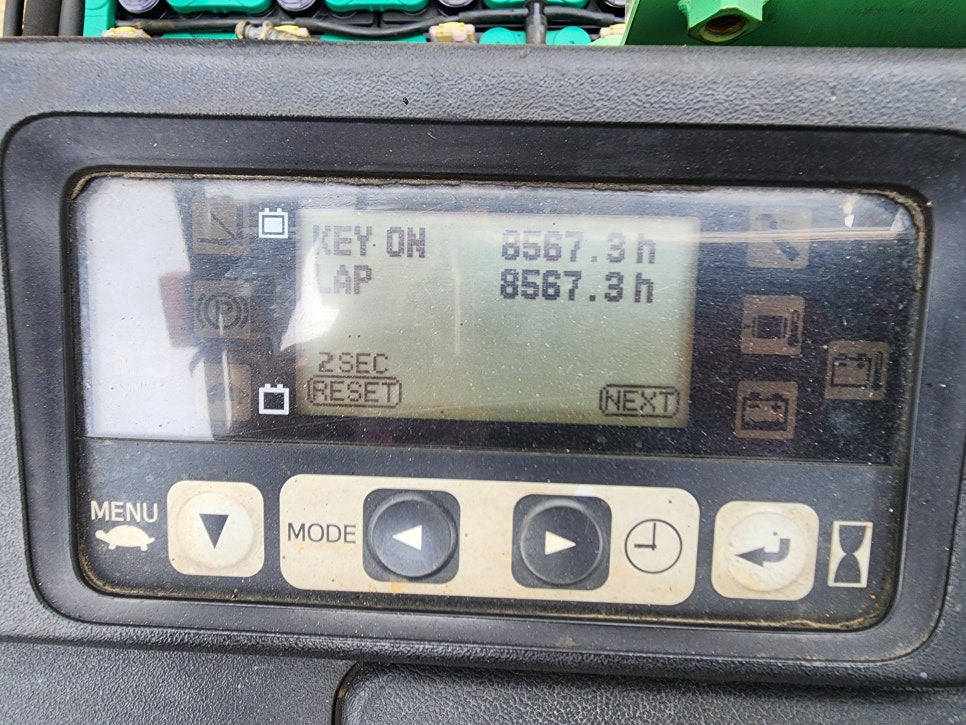 KEY ON 8567.3 h
LAP 8567.3 h
2SEC
RESET NEXT
MENU
MODE